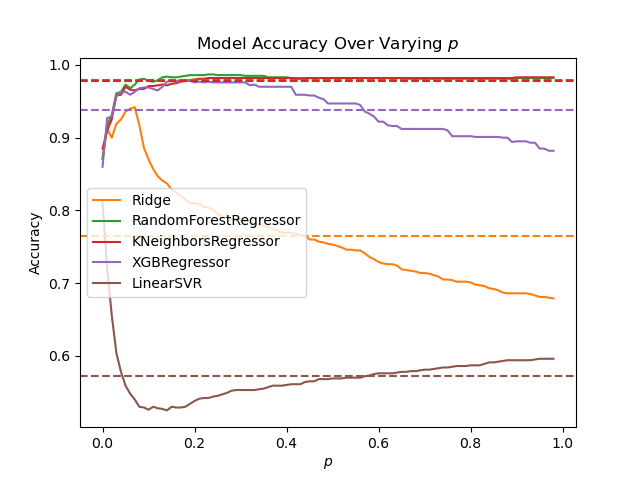 Model Accuracy Over Varying p
1.0
0.9
0.8
0.7
0.6
Accuracy
Ridge
RandomForestRegressor
KNeighborsRegressor
XGBRegressor
LinearSVR
0.0 0.2 0.4 0.6 0.8 1.0
p